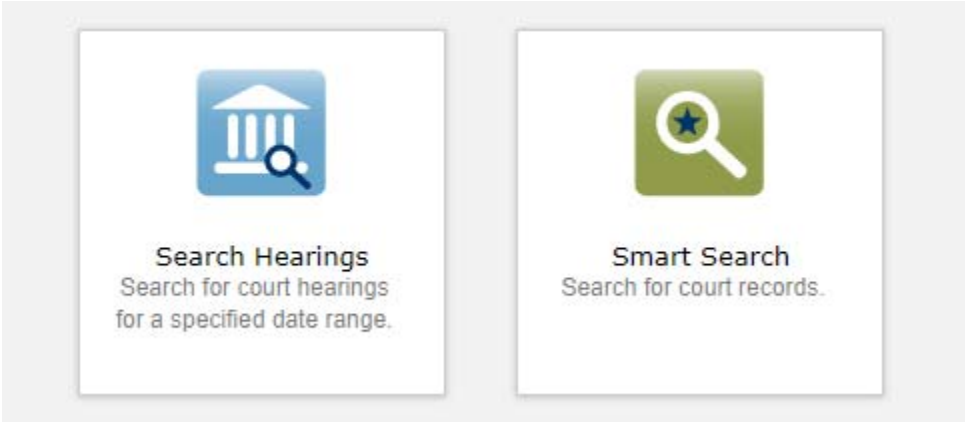 Search Hearings
Search for court hearings
for a specified date range.
Smart Search
Search for court records.